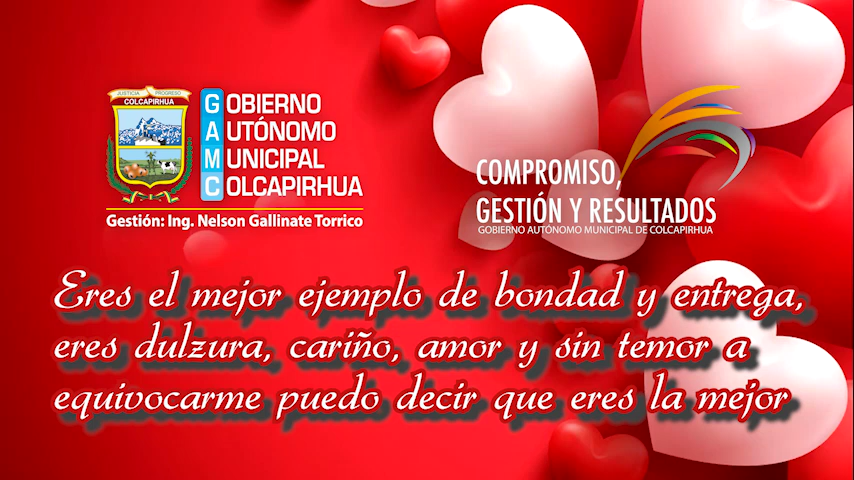 JUSTICIA PROGRESO
COLCAPIRHUA
GOBIERNO
AUTÓNOMO
MUNICIPAL
COLCAPIRHUA
Gestión: Ing. Nelson Gallinate Torrico
COMPROMISO,
GESTIÓN Y RESULTADOS
GOBIERNO AUTÓNOMO MUNICIPAL DE COLCAPIRHUA
Eres el mejor ejemplo de bondad y entrega,
eres dulzura, cariño, amor y sin temor a
equivocarme puedo decir que eres la mejor